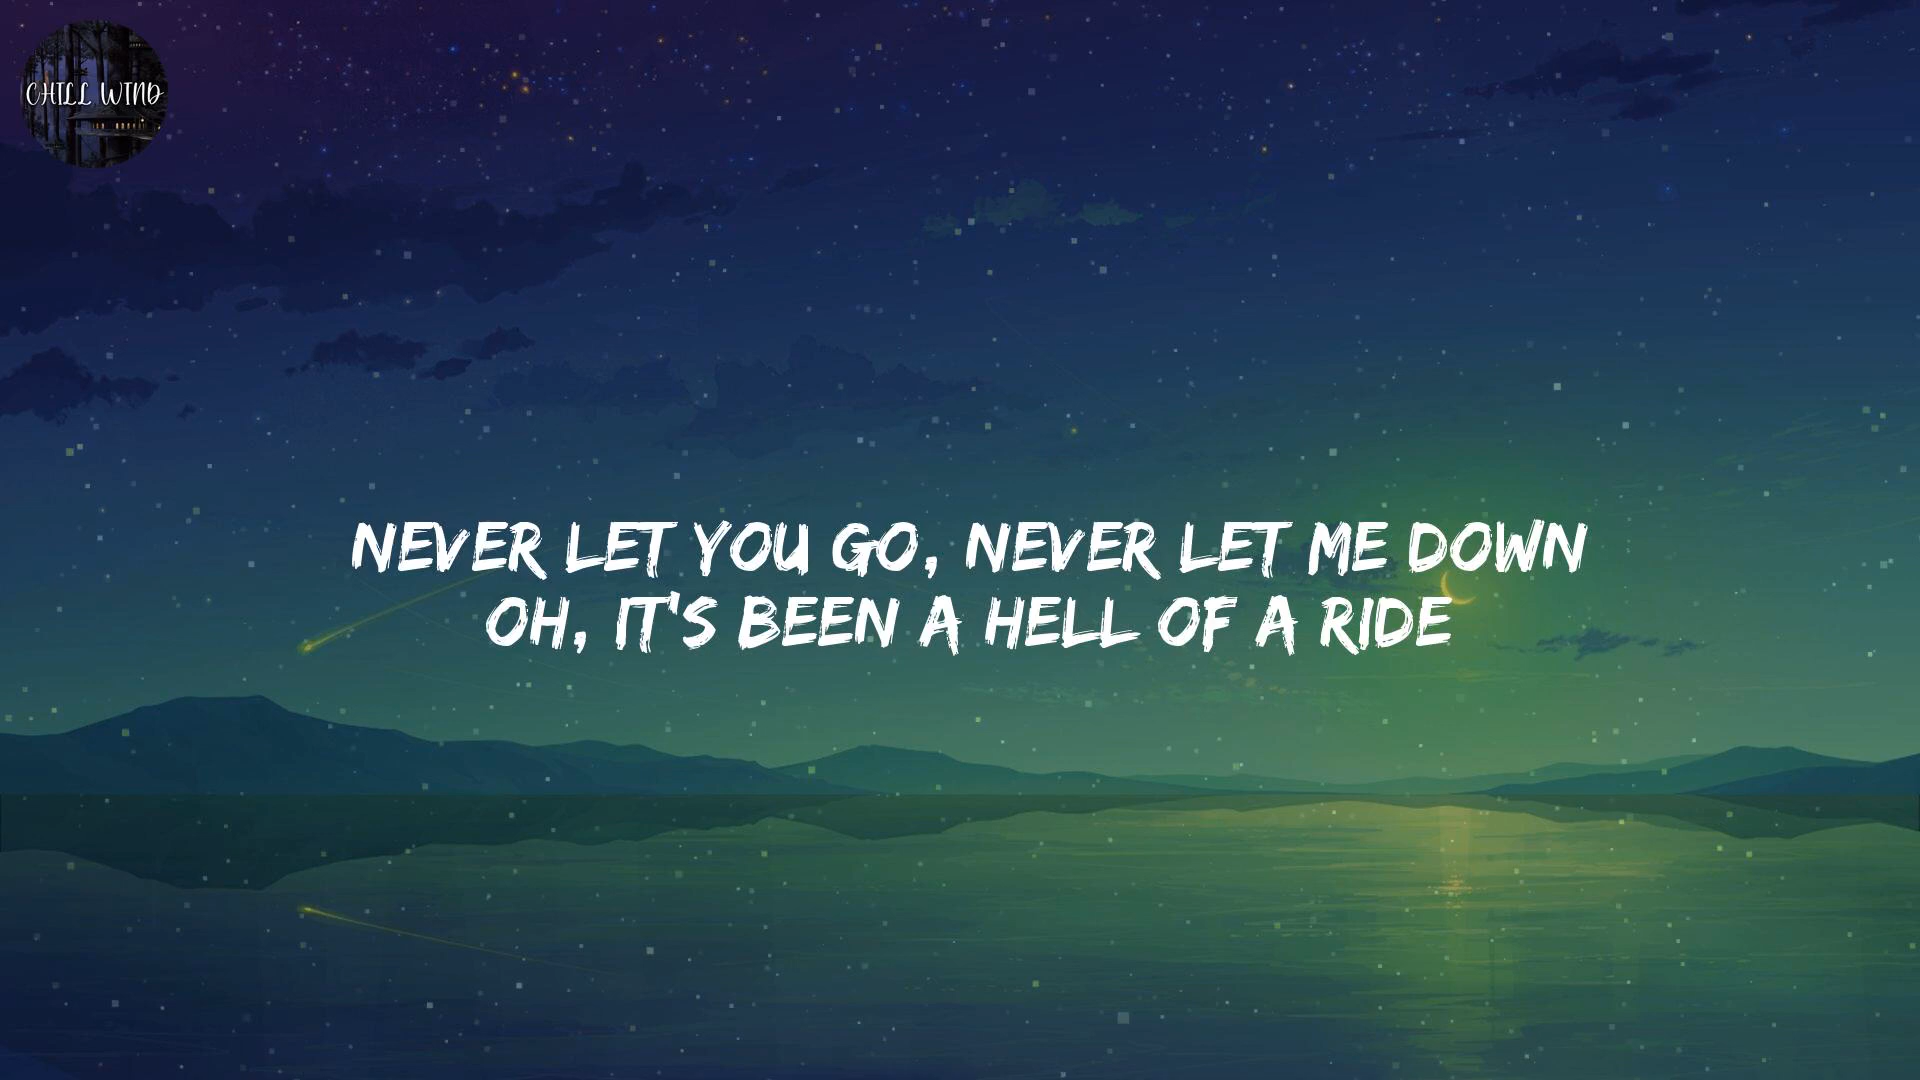 CHILL WIND
NEVER LET YOU GO, NEVER LET ME DOWN
OH, IT'S BEEN A HELL OF A RIDE